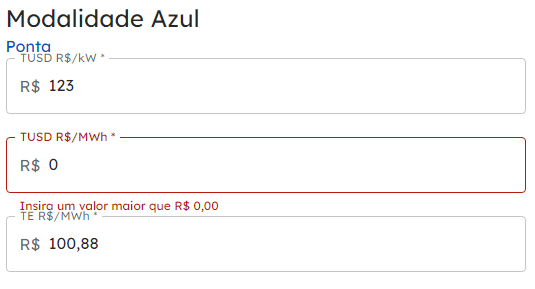 Modalidade Azul
Ponta
TUSD R$/kW *
R$ 123
TUSD R$/MWh *
R$ 0
Insira um valor maior que R$ 0,00
TE R$/MWh *
R$ 100,88